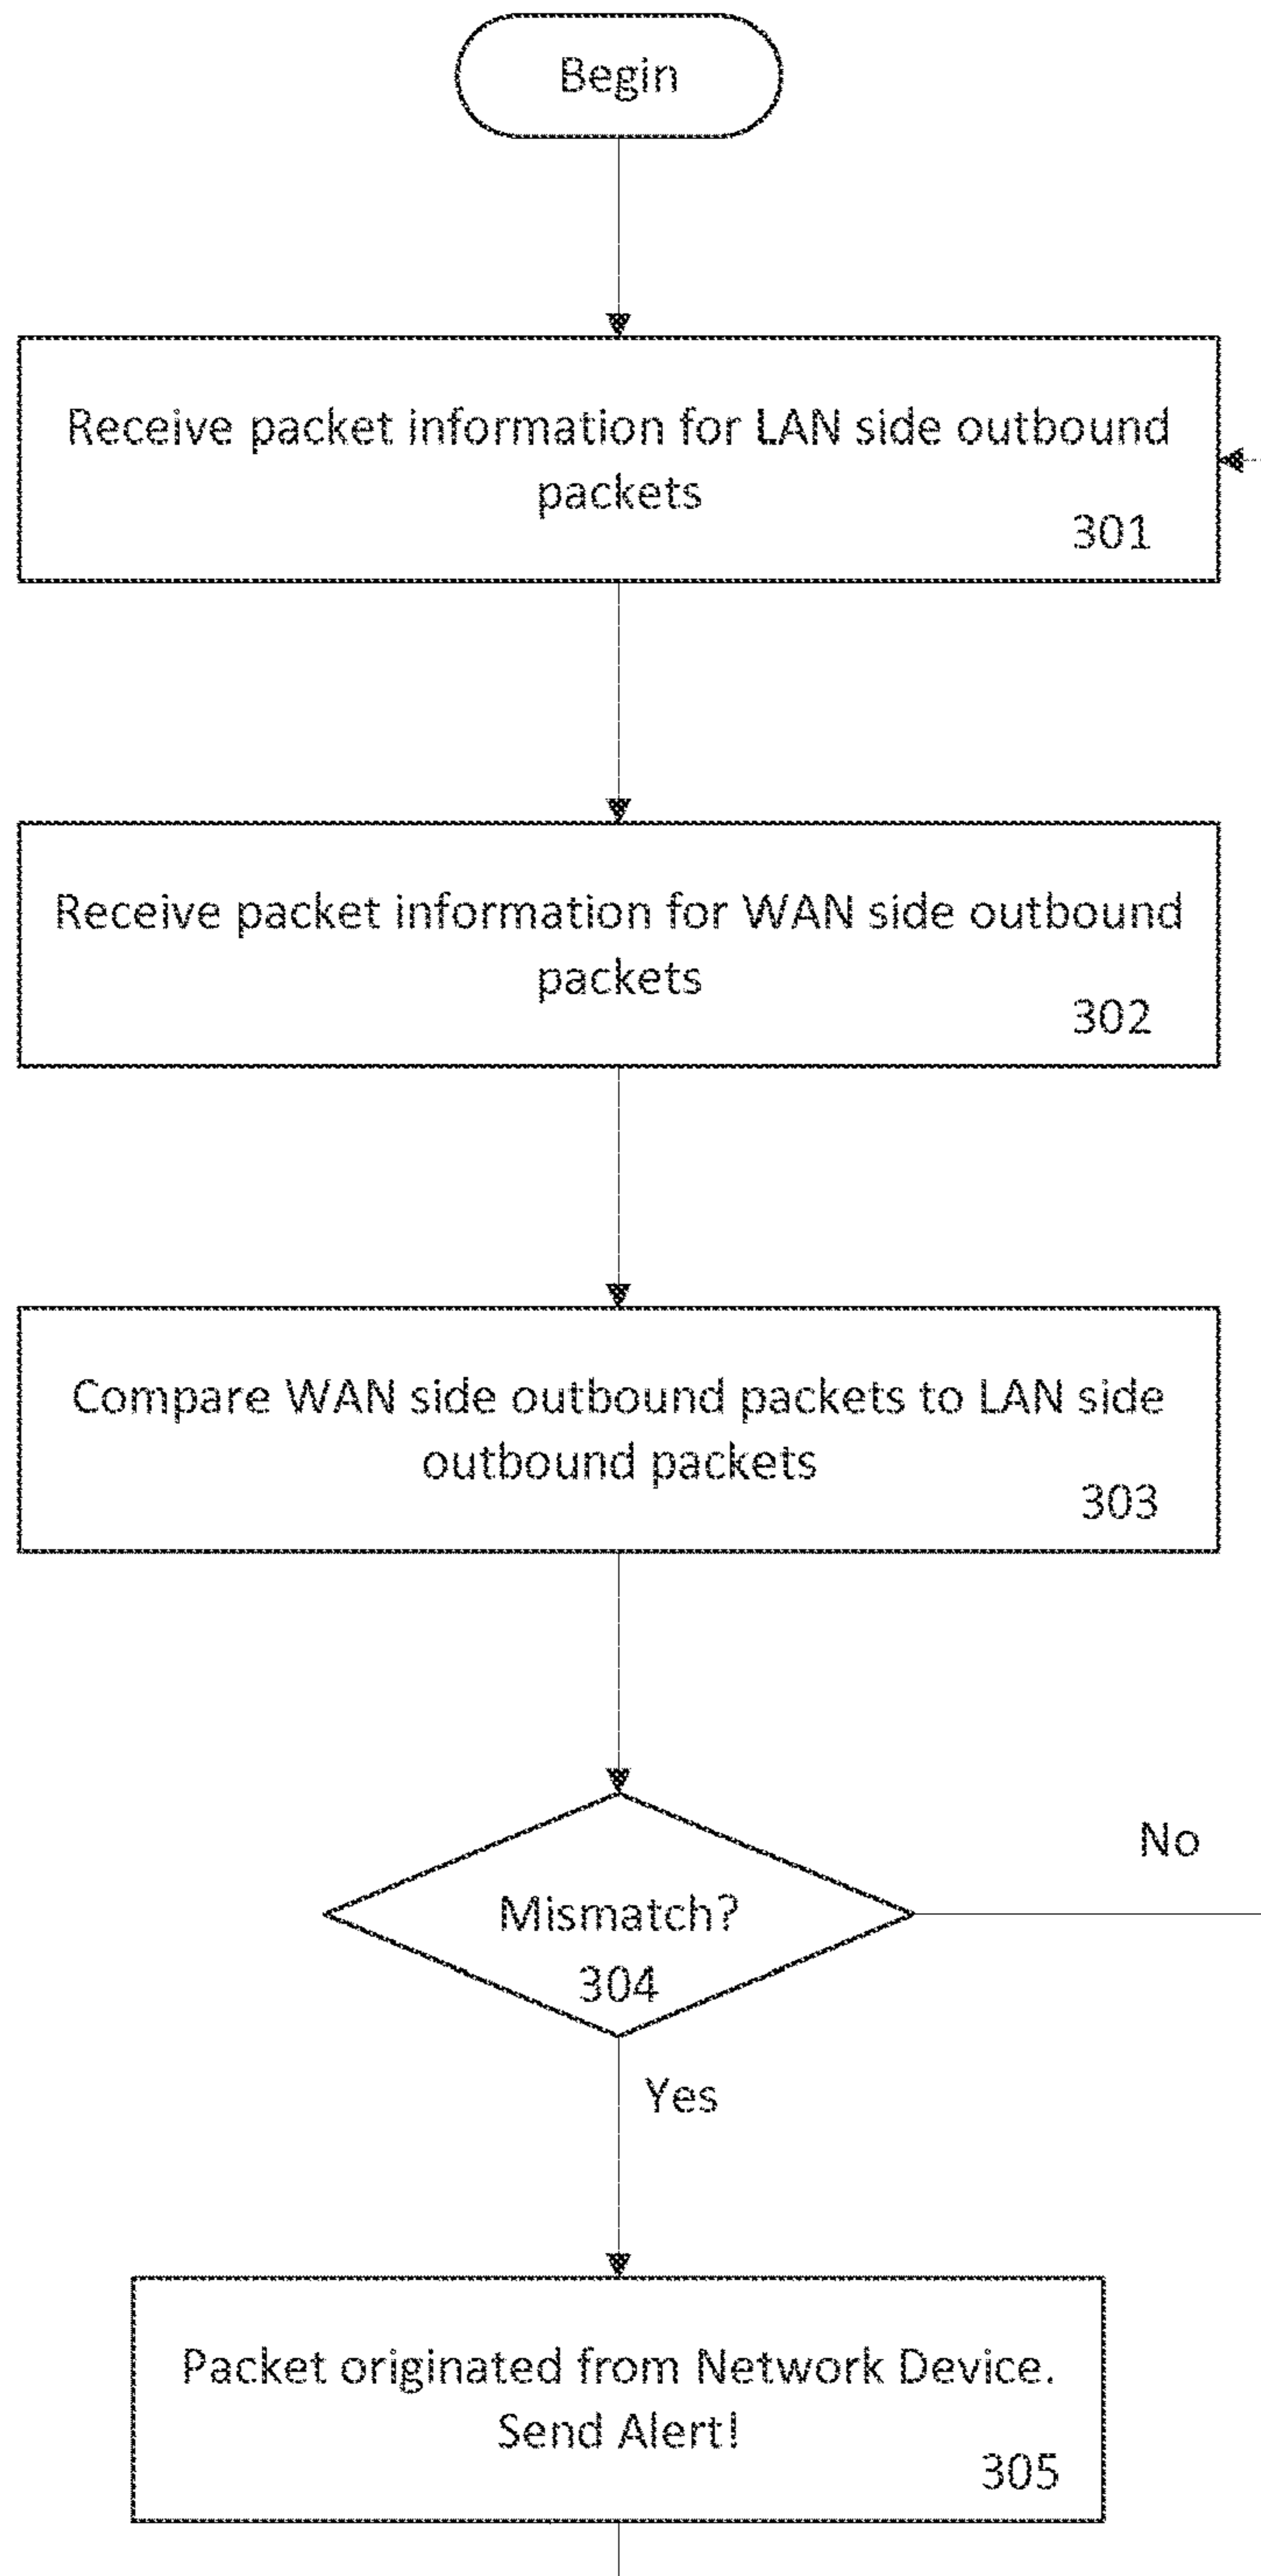 Begin
Receive packet information for LAN side outbound
packets
301
Receive packet information for WAN side outbound
packets
302
Compare WAN side outbound packets to LAN side
outbound packets
303
No
Mismatch?
304
Yes
Packet originated from Network Device.
Send Alert!
305